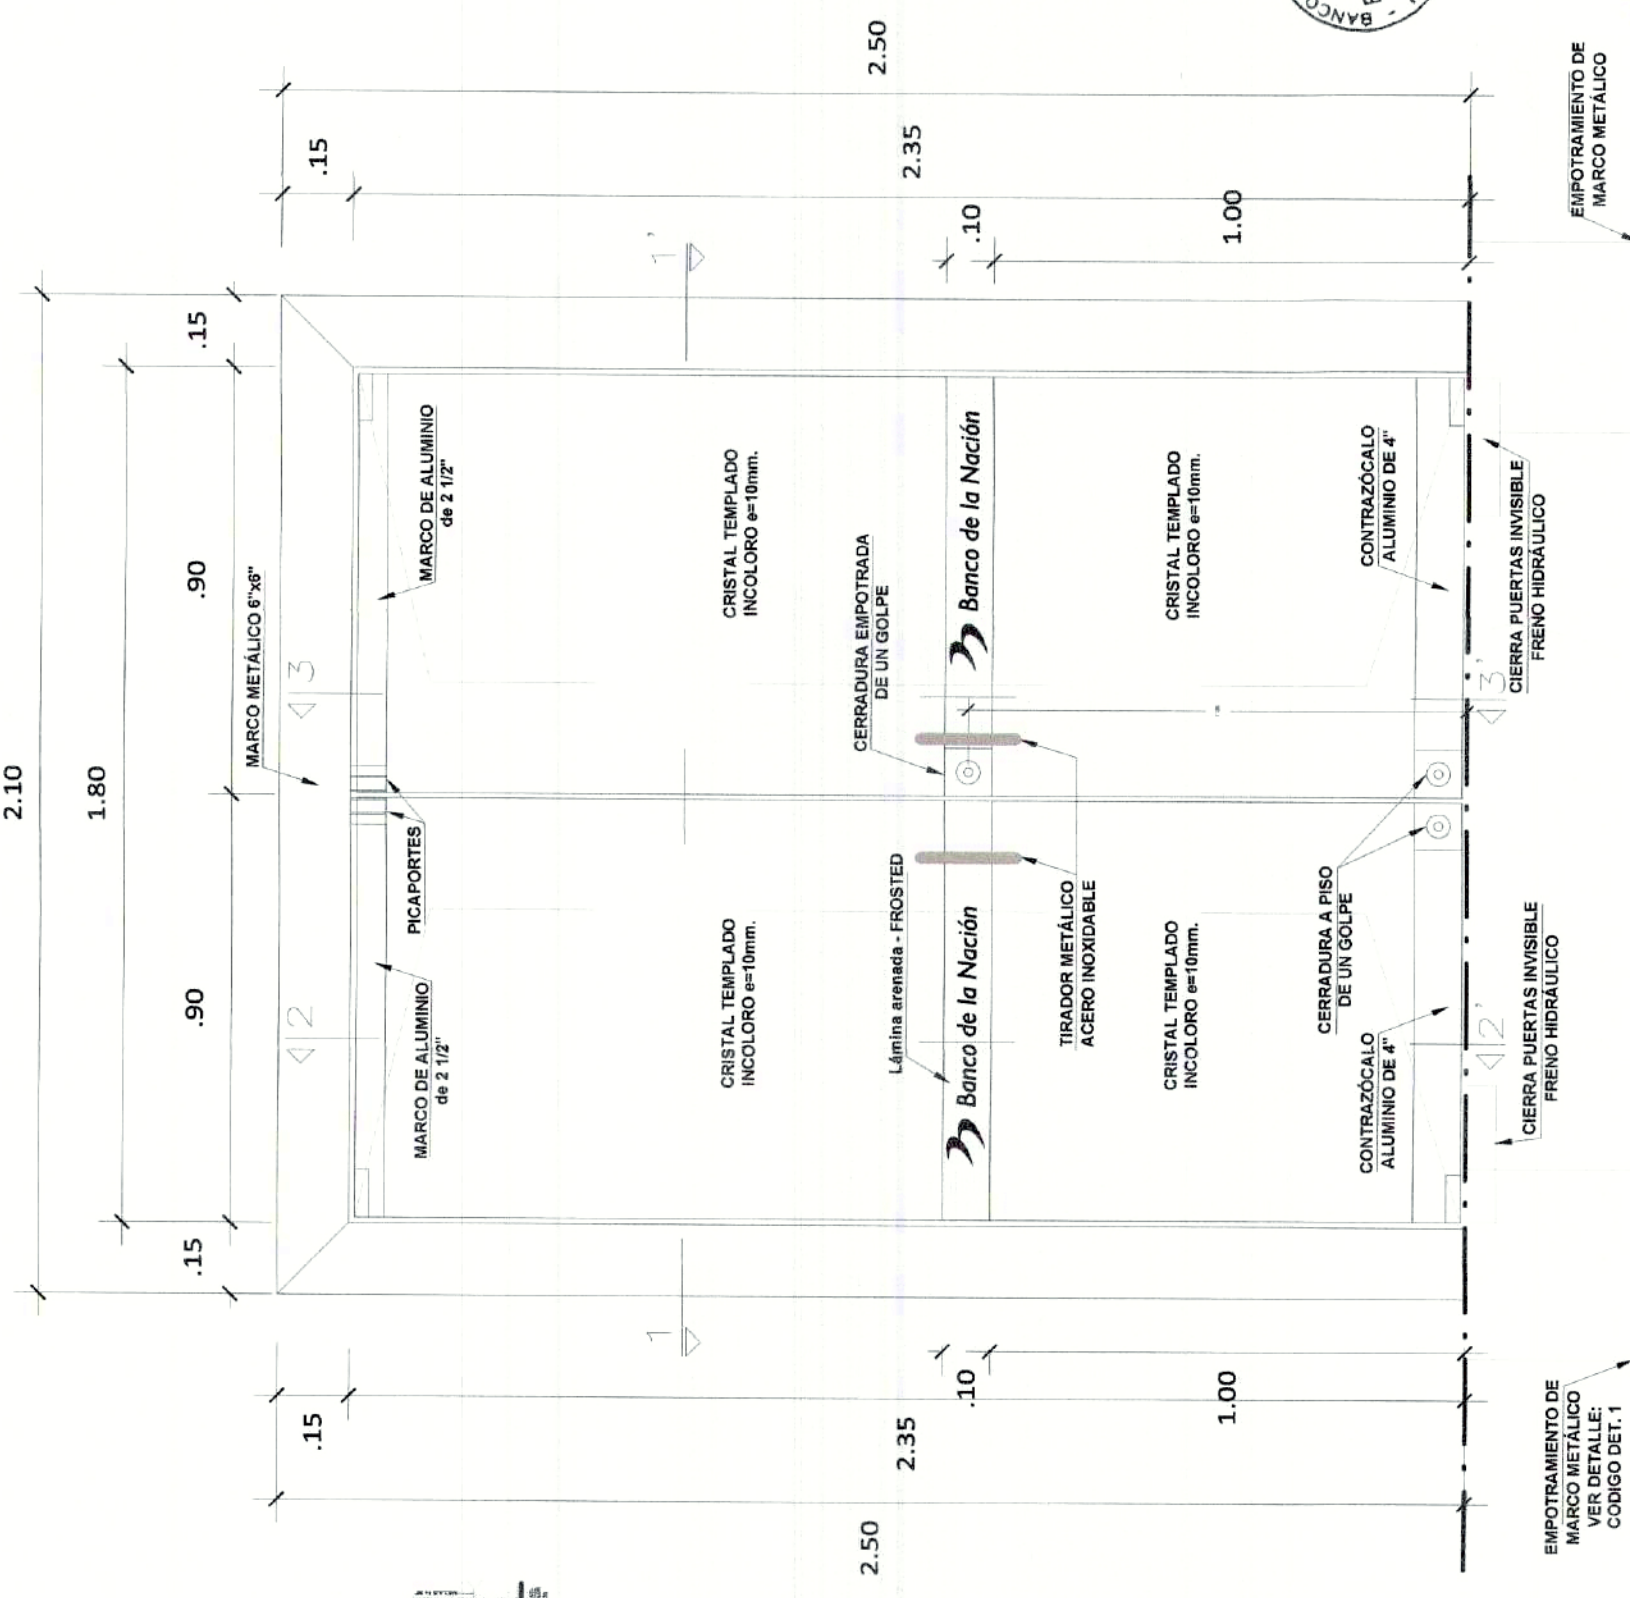 BANCO
2.10
1.80
.15
.90
.90
.15
MARCO METÁLICO 6"x6"
2
3
MARCO DE ALUMINIO
de 2 1/2"
PICAPORTES
MARCO DE ALUMINIO
de 2 1/2"
.15
.15
2.50
2.35
2.50
2.35
1
1'
CRISTAL TEMPLADO
INCOLORO e=10mm.
CRISTAL TEMPLADO
INCOLORO e=10mm.
Lámina arenada - FROSTED
CERRADURA EMPOTRADA
DE UN GOLPE
.10
Banco de la Nación
Banco de la Nación
.10
TIRADOR METÁLICO
ACERO INOXIDABLE
CRISTAL TEMPLADO
INCOLORO e=10mm.
CRISTAL TEMPLADO
INCOLORO e=10mm.
1.00
1.00
CERRADURA A PISO
DE UN GOLPE
CONTRAZÓCALO
ALUMINIO DE 4"
CONTRAZÓCALO
ALUMINIO DE 4"
2'
3'
CIERRA PUERTAS INVISIBLE
FRENO HIDRÁULICO
CIERRA PUERTAS INVISIBLE
FRENO HIDRÁULICO
EMPOTRAMIENTO DE
MARCO METÁLICO
VER DETALLE:
CODIGO DET. 1
EMPOTRAMIENTO DE
MARCO METÁLICO